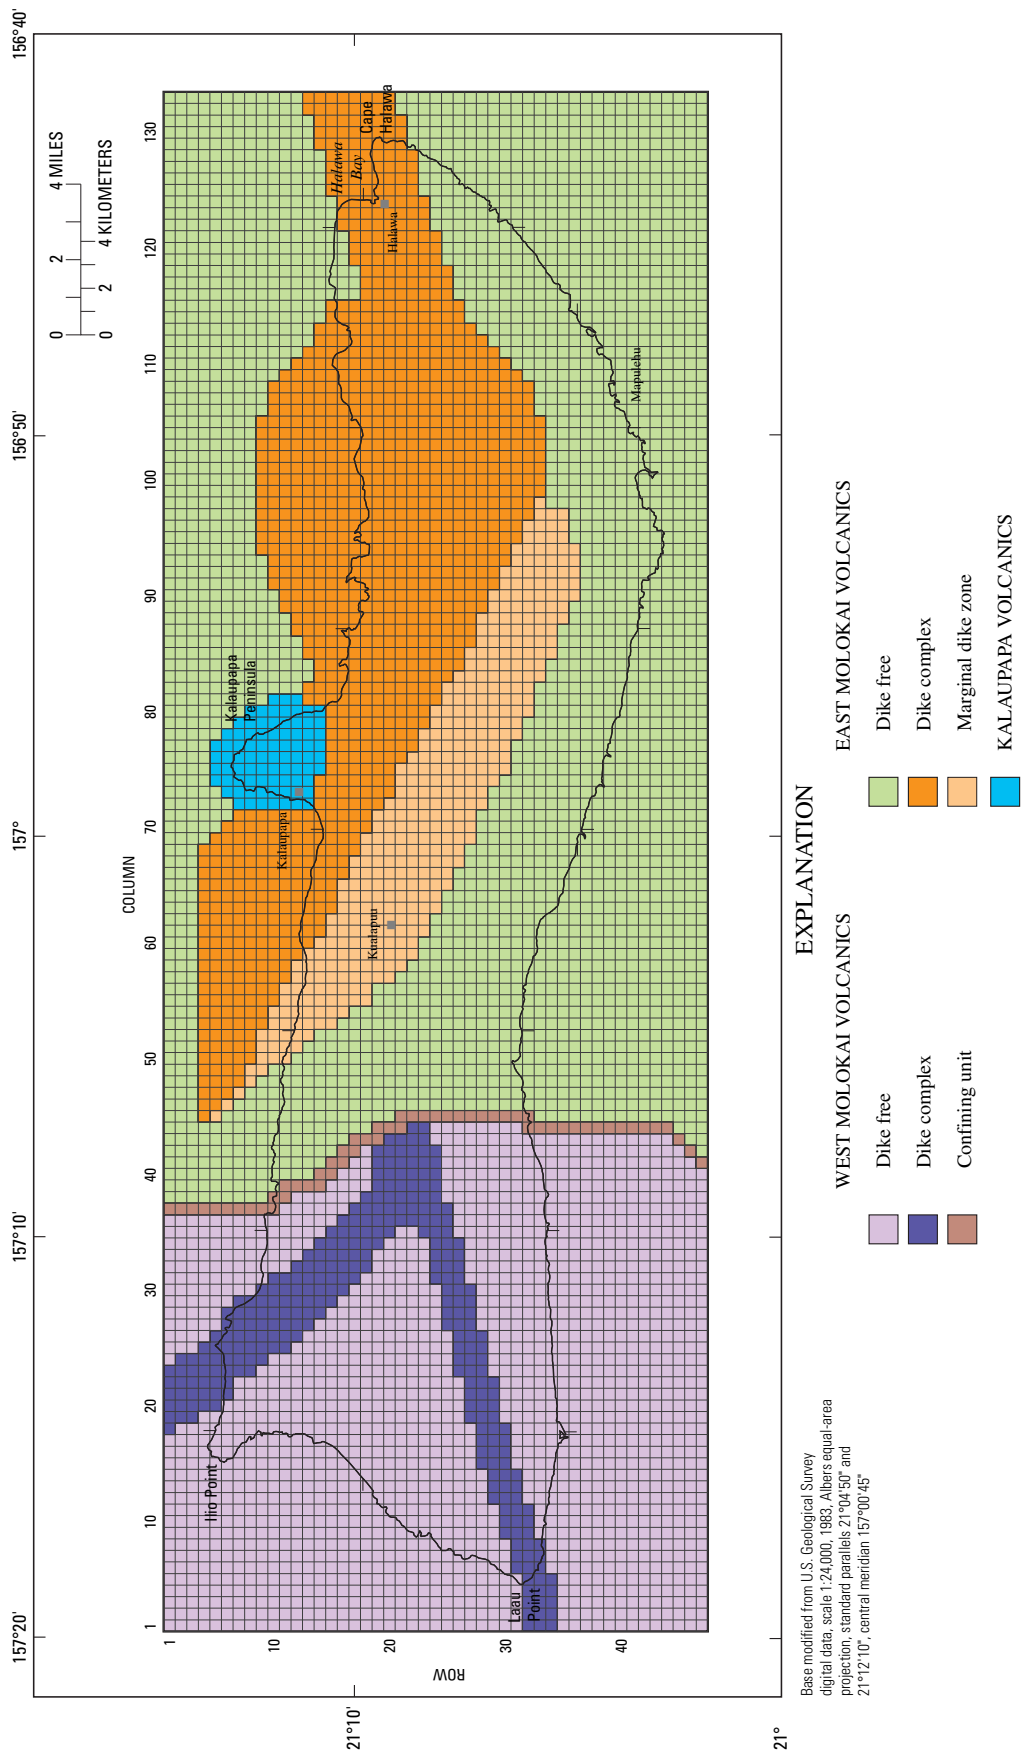 157°20'
157°10'
157°
156°50'
156°40'
0
2
4 MILES
0
2
4 KILOMETERS
COLUMN
1
10
20
30
40
50
60
70
80
90
100
110
120
130
ROW
1
10
20
30
40
21°10'
21°
Ilio Point
Laau
Point
Kualapuu
Kalaupapa
Kalaupapa
Peninsula
Halawa
Bay
Cape
Halawa
Halawa
Mapulehu
Base modified from U.S. Geological Survey
digital data, scale 1:24,000, 1983, Albers equal-area
projection, standard parallels 21°04'50" and
21°12'10", central meridian 157°00'45"
EXPLANATION
WEST MOLOKAI VOLCANICS
Dike free
Dike complex
Confining unit
EAST MOLOKAI VOLCANICS
Dike free
Dike complex
Marginal dike zone
KALAUPAPA VOLCANICS